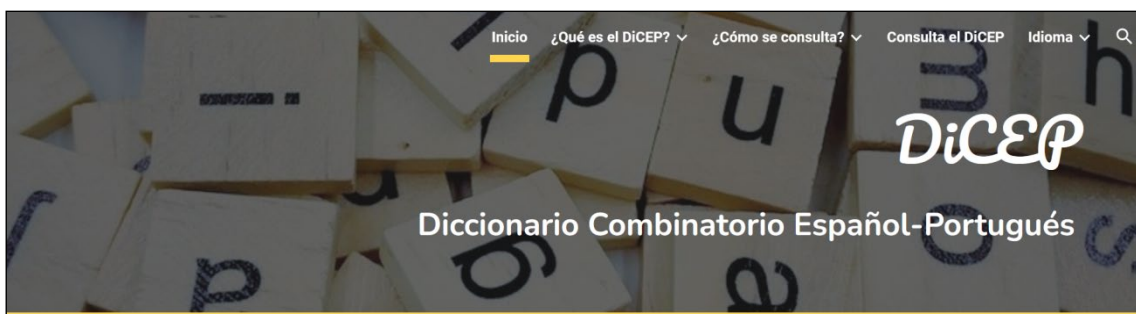 Inicio ¿Qué es el DiCEP? ¿Cómo se consulta? Consulta el DiCEP Idioma
DiCEP
Diccionario Combinatorio Español-Portugués
i p u m h
a g a o s